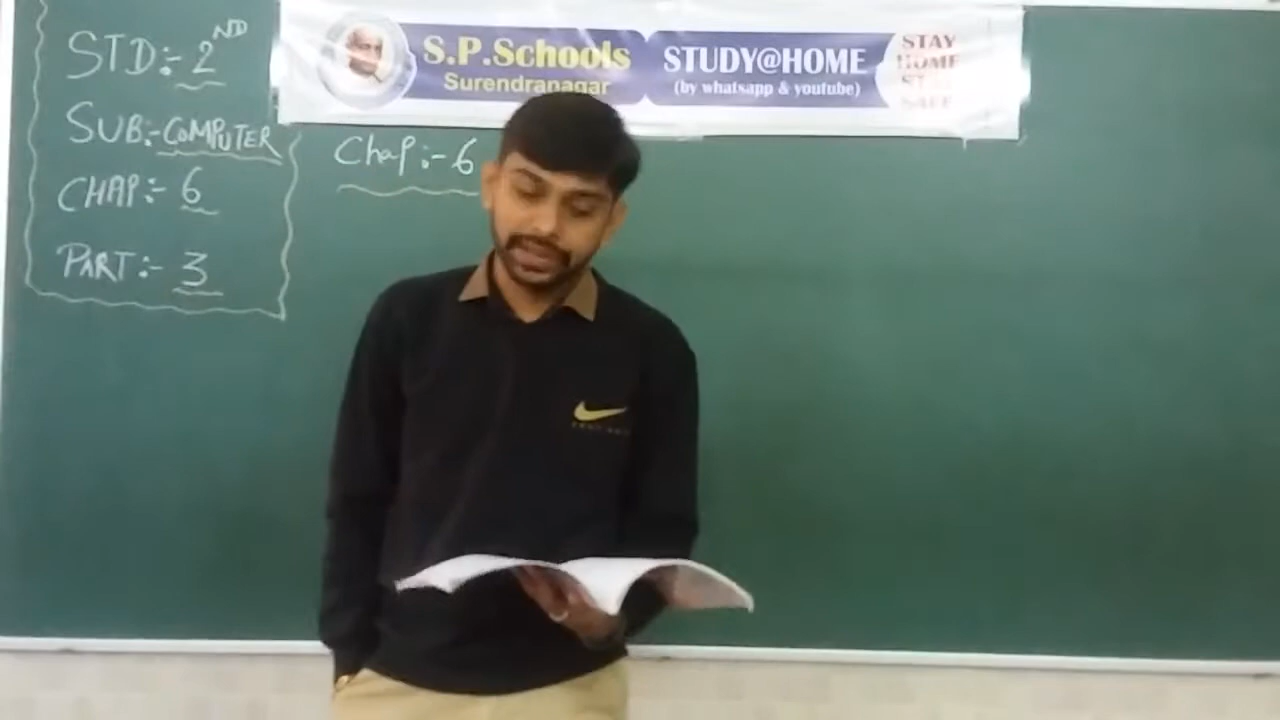 STD:- 2ND
SUB:- COMPUTER
CHAP:- 6
PART:- 3
S.P.Schools
Surendranagar
STUDY@HOME
(by whatsapp & youtube)
STAY
HOME
Chap:- 6